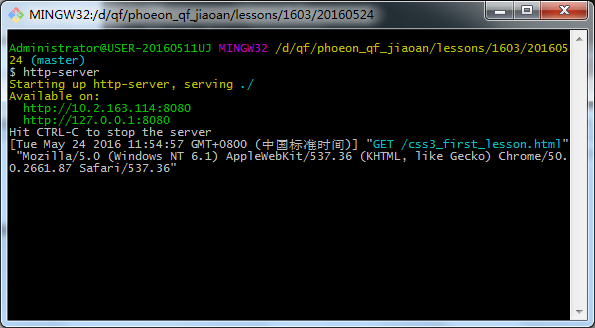 MINGW32:/d/qf/phoeon_qf_jiaoan/lessons/1603/20160524
Administrator@USER-20160511UJ MINGW32 /d/qf/phoeon_qf_jiaoan/lessons/1603/201605
24 (master)
$ http-server
Starting up http-server, serving ./
Available on:
  http://10.2.163.114:8080
  http://127.0.0.1:8080
Hit CTRL-C to stop the server
[Tue May 24 2016 11:54:57 GMT+0800 (中国标准时间)] "GET /css3_first_lesson.html"
 "Mozilla/5.0 (Windows NT 6.1) AppleWebKit/537.36 (KHTML, like Gecko) Chrome/50.
0.2661.87 Safari/537.36"